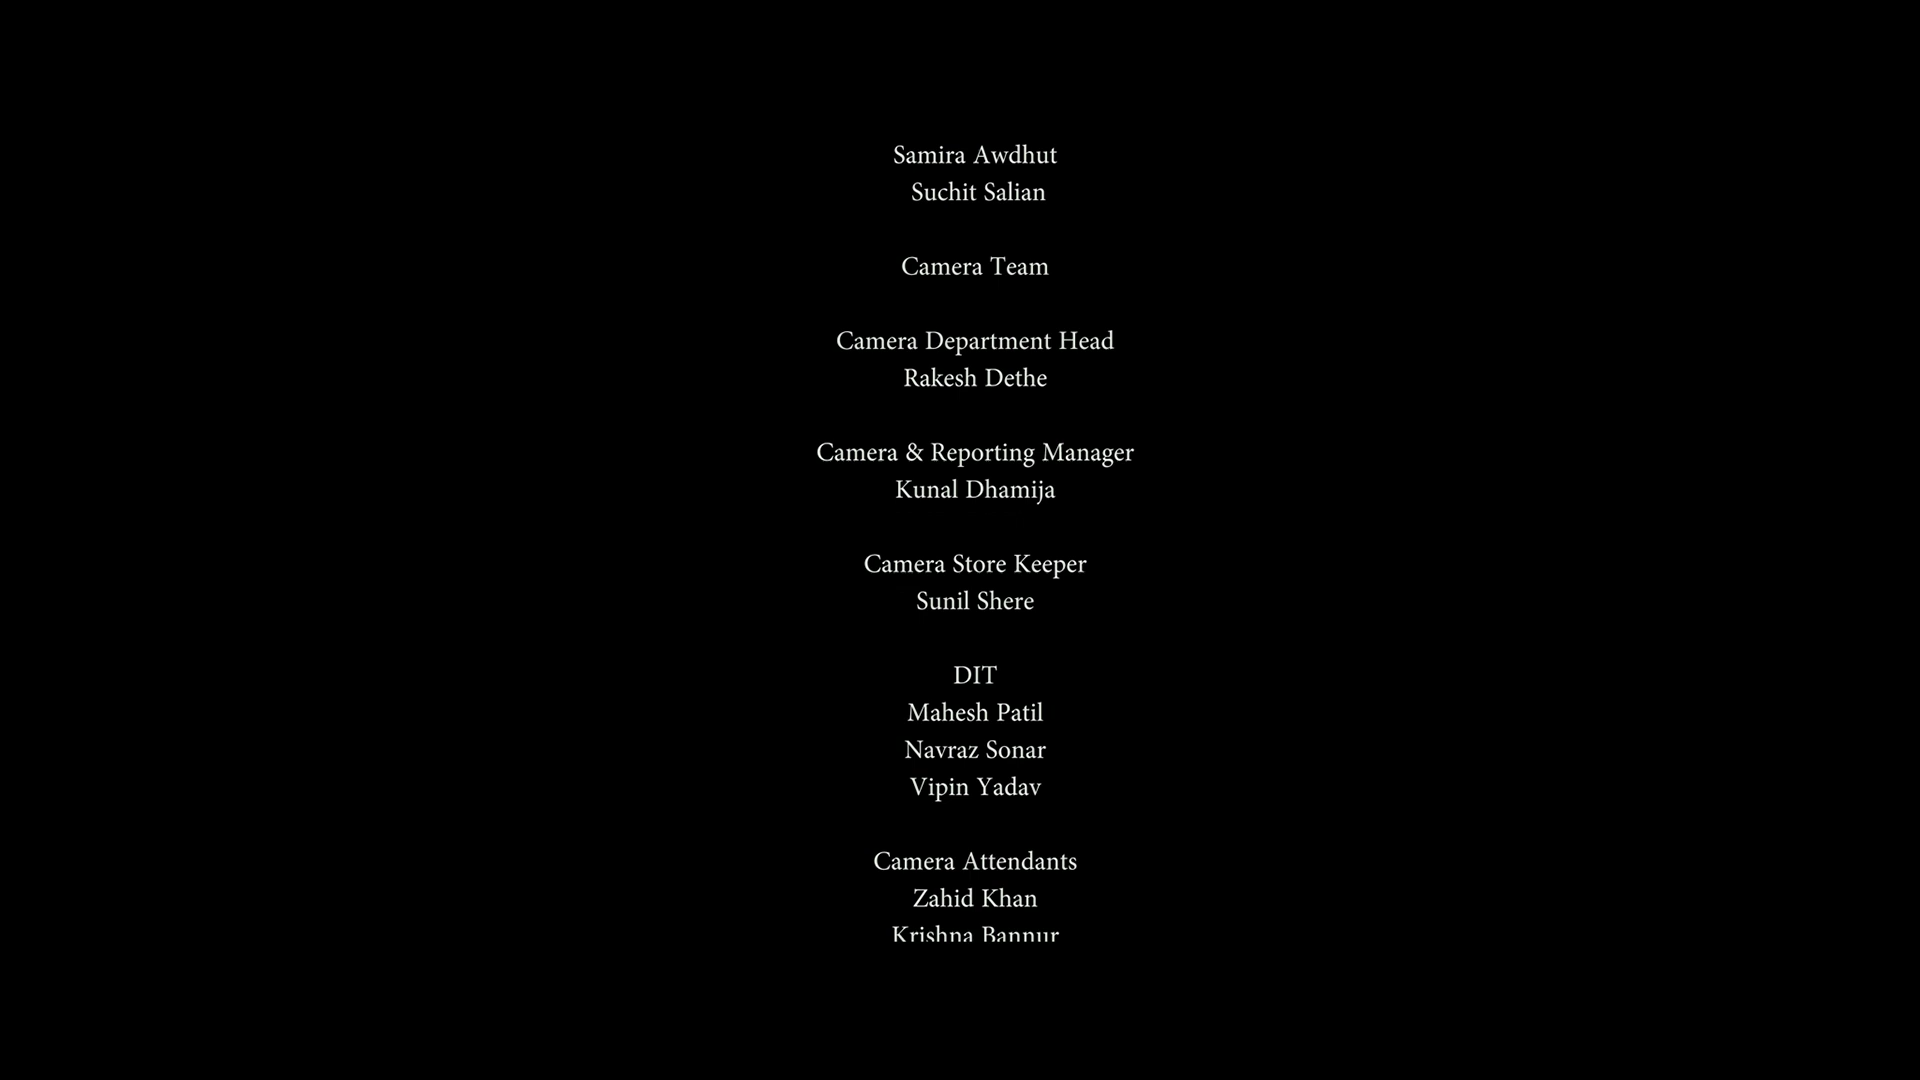 Samira Awdhut
Suchit Salian
Camera Team
Camera Department Head
Rakesh Dethe
Camera & Reporting Manager
Kunal Dhamija
Camera Store Keeper
Sunil Shere
DIT
Mahesh Patil
Navraz Sonar
Vipin Yadav
Camera Attendants
Zahid Khan
Krishna Bannur